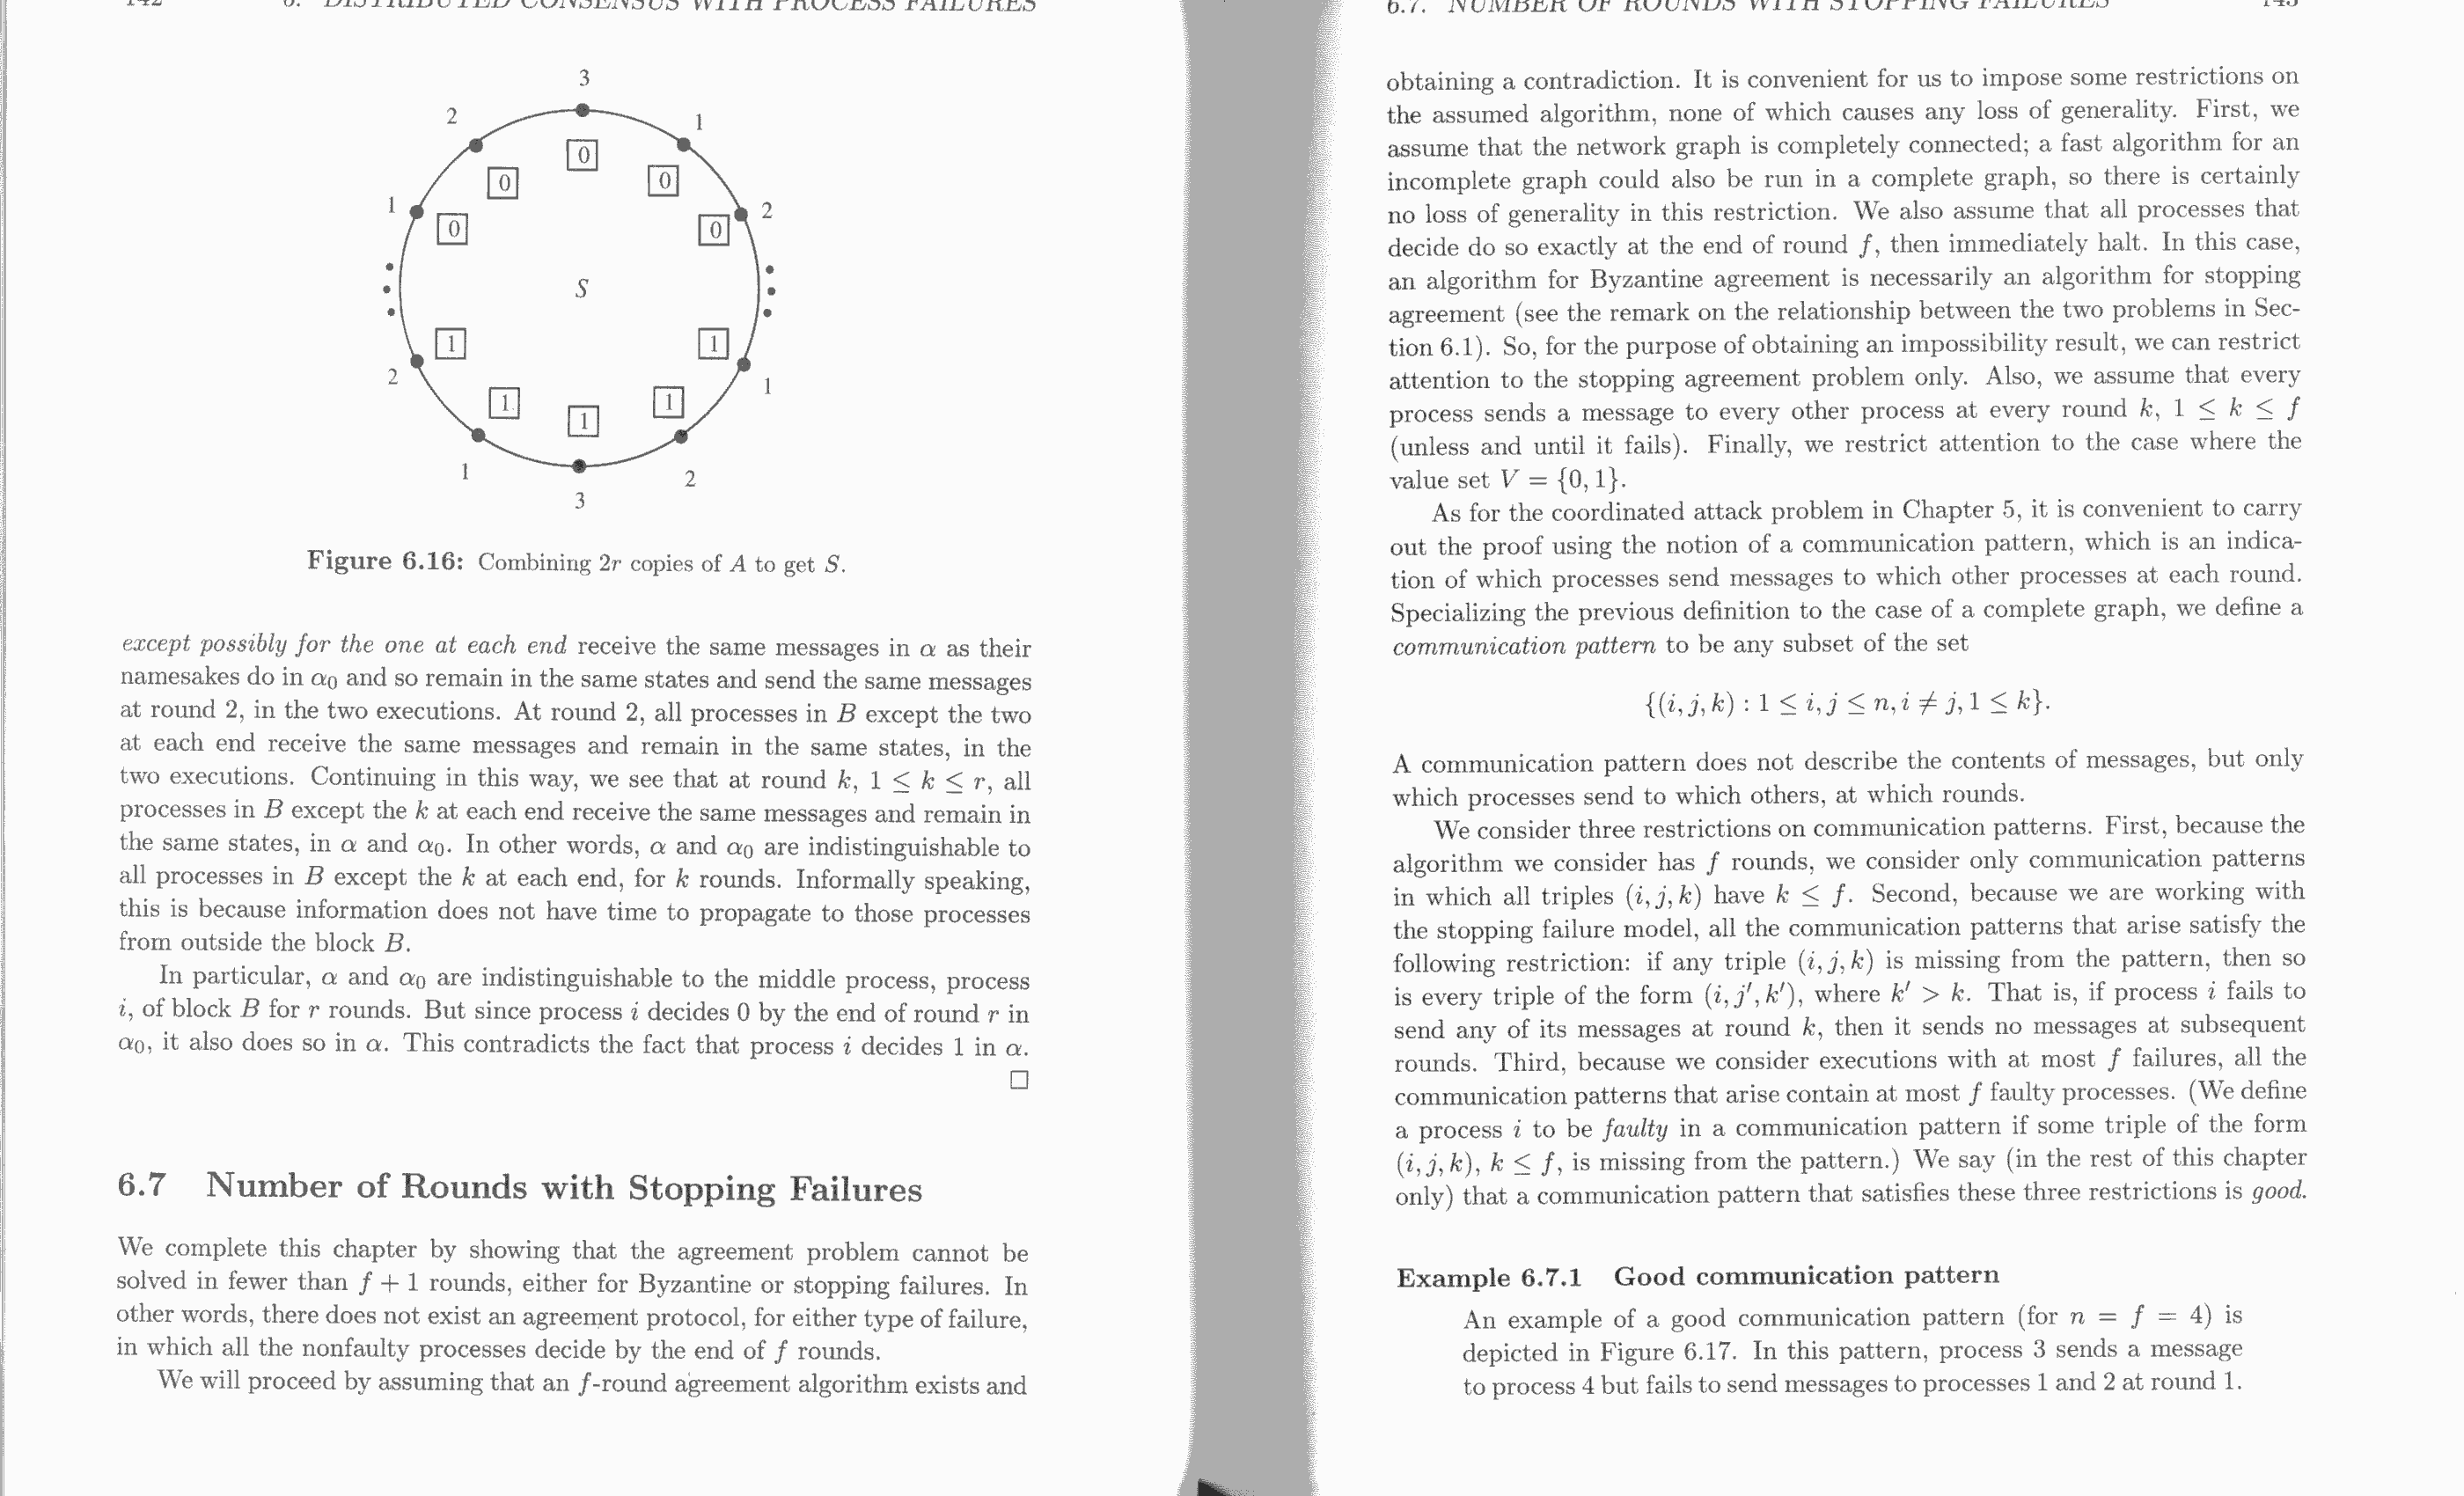 142 6. DISTRIBUTED CONSENSUS WITH PROCESS FAILURES
3
2
1
0
0
0
1
2
0
0
S
1
1
2
1
1.
1
1
1
2
3
Figure 6.16: Combining 2r copies of A to get S.
except possibly for the one at each end receive the same messages in α as their
namesakes do in α₀ and so remain in the same states and send the same messages
at round 2, in the two executions. At round 2, all processes in B except the two
at each end receive the same messages and remain in the same states, in the
two executions. Continuing in this way, we see that at round k, 1 ≤ k ≤ r, all
processes in B except the k at each end receive the same messages and remain in
the same states, in α and α₀. In other words, α and α₀ are indistinguishable to
all processes in B except the k at each end, for k rounds. Informally speaking,
this is because information does not have time to propagate to those processes
from outside the block B.
In particular, α and α₀ are indistinguishable to the middle process, process
i, of block B for r rounds. But since process i decides 0 by the end of round r in
α₀, it also does so in α. This contradicts the fact that process i decides 1 in α.
□
6.7 Number of Rounds with Stopping Failures
We complete this chapter by showing that the agreement problem cannot be
solved in fewer than f + 1 rounds, either for Byzantine or stopping failures. In
other words, there does not exist an agreement protocol, for either type of failure,
in which all the nonfaulty processes decide by the end of f rounds.
We will proceed by assuming that an f-round agreement algorithm exists and
6.7. NUMBER OF ROUNDS WITH STOPPING FAILURES 143
obtaining a contradiction. It is convenient for us to impose some restrictions on
the assumed algorithm, none of which causes any loss of generality. First, we
assume that the network graph is completely connected; a fast algorithm for an
incomplete graph could also be run in a complete graph, so there is certainly
no loss of generality in this restriction. We also assume that all processes that
decide do so exactly at the end of round f, then immediately halt. In this case,
an algorithm for Byzantine agreement is necessarily an algorithm for stopping
agreement (see the remark on the relationship between the two problems in Sec-
tion 6.1). So, for the purpose of obtaining an impossibility result, we can restrict
attention to the stopping agreement problem only. Also, we assume that every
process sends a message to every other process at every round k, 1 ≤ k ≤ f
(unless and until it fails). Finally, we restrict attention to the case where the
value set V = {0, 1}.
As for the coordinated attack problem in Chapter 5, it is convenient to carry
out the proof using the notion of a communication pattern, which is an indica-
tion of which processes send messages to which other processes at each round.
Specializing the previous definition to the case of a complete graph, we define a
communication pattern to be any subset of the set
{(i, j, k) : 1 ≤ i, j ≤ n, i ≠ j, 1 ≤ k}.
A communication pattern does not describe the contents of messages, but only
which processes send to which others, at which rounds.
We consider three restrictions on communication patterns. First, because the
algorithm we consider has f rounds, we consider only communication patterns
in which all triples (i, j, k) have k ≤ f. Second, because we are working with
the stopping failure model, all the communication patterns that arise satisfy the
following restriction: if any triple (i, j, k) is missing from the pattern, then so
is every triple of the form (i, j′, k′), where k′ > k. That is, if process i fails to
send any of its messages at round k, then it sends no messages at subsequent
rounds. Third, because we consider executions with at most f failures, all the
communication patterns that arise contain at most f faulty processes. (We define
a process i to be faulty in a communication pattern if some triple of the form
(i, j, k), k ≤ f, is missing from the pattern.) We say (in the rest of this chapter
only) that a communication pattern that satisfies these three restrictions is good.
Example 6.7.1 Good communication pattern
An example of a good communication pattern (for n = f = 4) is
depicted in Figure 6.17. In this pattern, process 3 sends a message
to process 4 but fails to send messages to processes 1 and 2 at round 1.